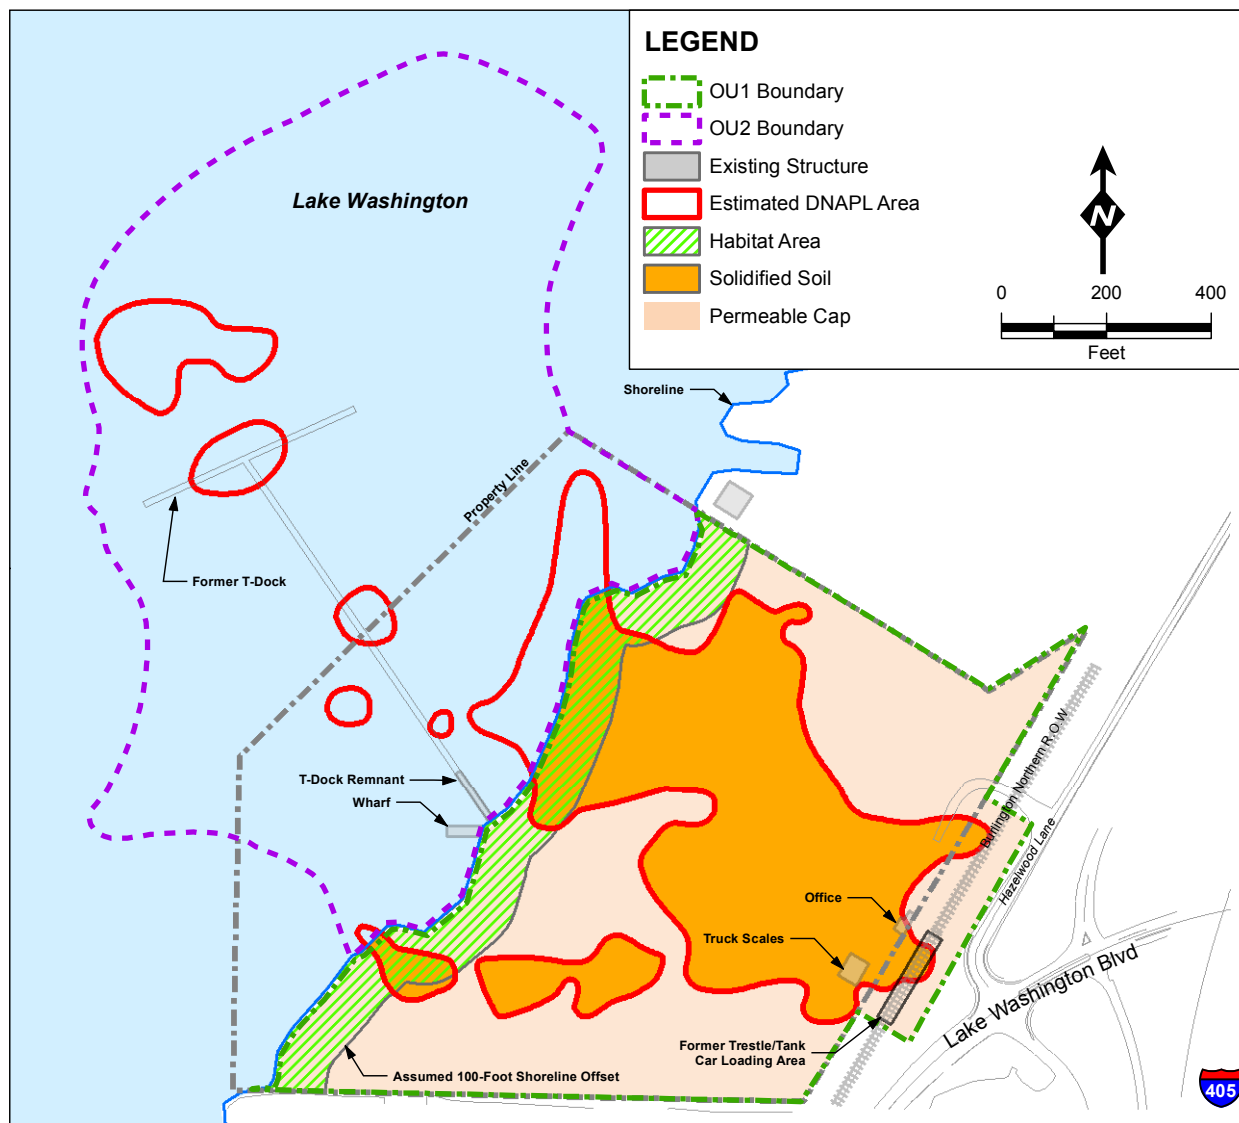 LEGEND
OU1 Boundary
OU2 Boundary
Existing Structure
Estimated DNAPL Area
Habitat Area
Solidified Soil
Permeable Cap
N
0 200 400
Feet
Lake Washington
Shoreline
Property Line
Former T-Dock
T-Dock Remnant
Wharf
Burlington Northern R.O.W
Hazelwood Lane
Office
Truck Scales
Lake Washington Blvd
Former Trestle/Tank
Car Loading Area
Assumed 100-Foot Shoreline Offset
405